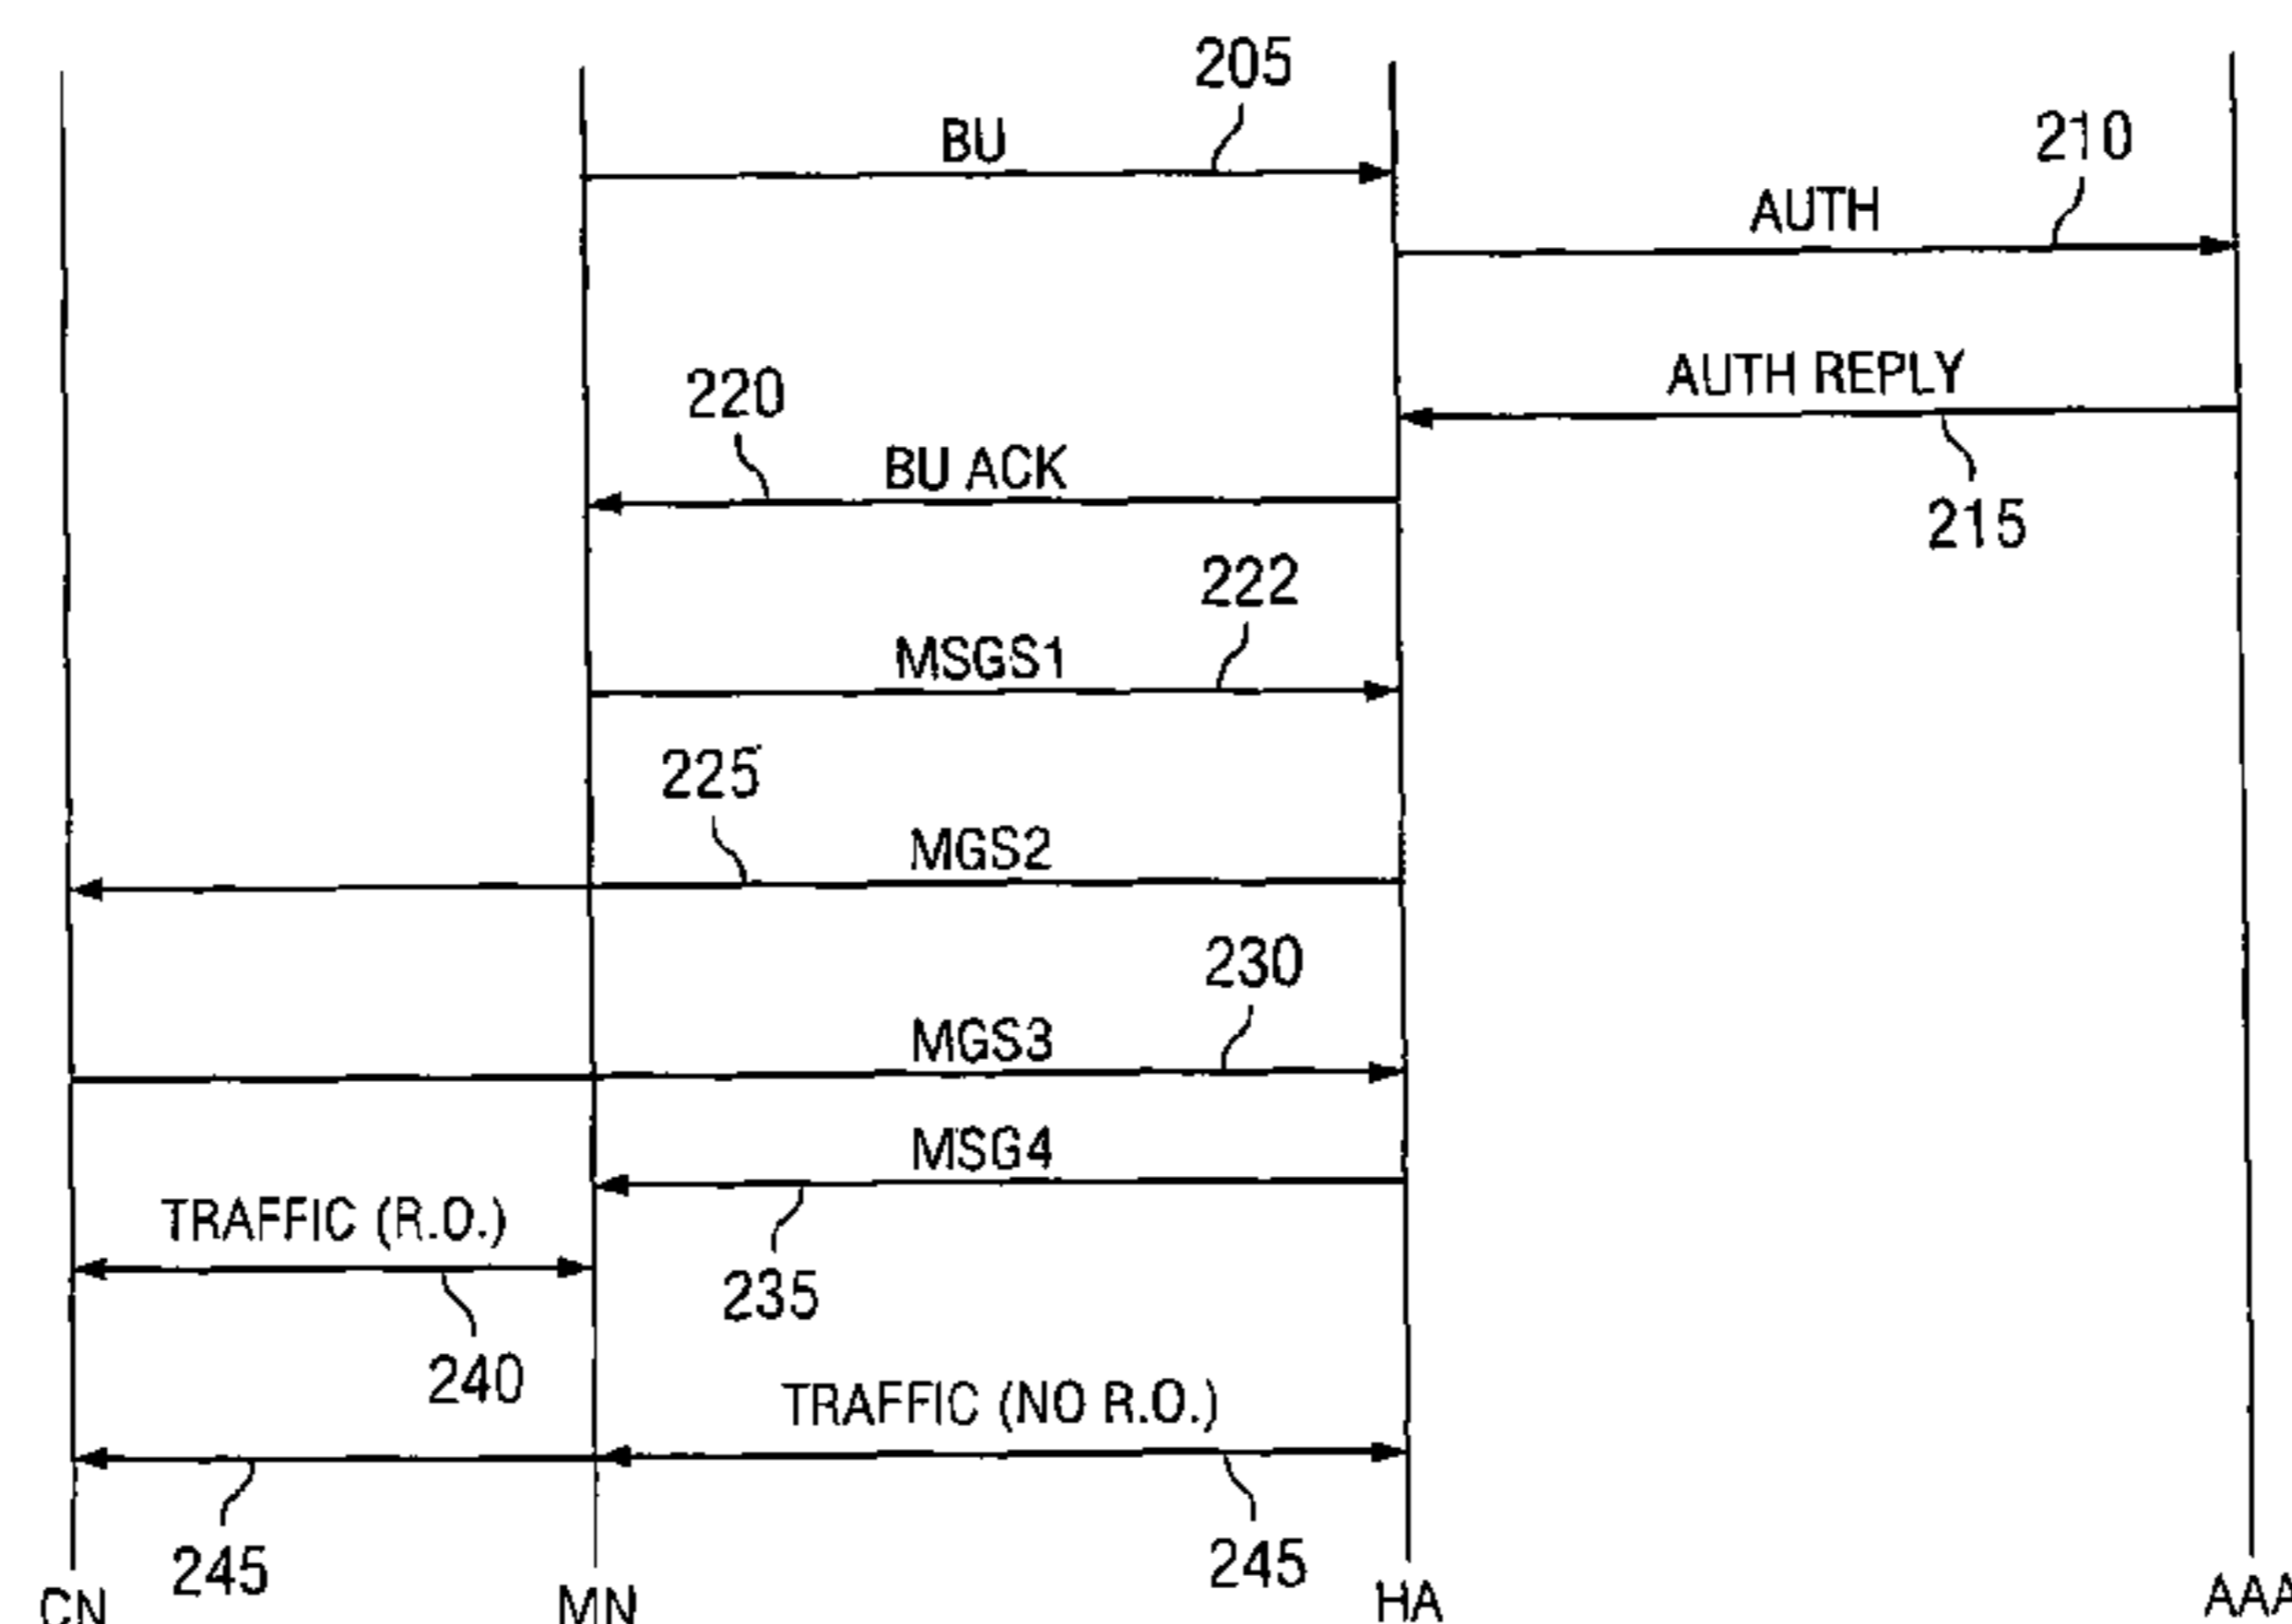 205
BU
210
AUTH
AUTH REPLY
215
220
BU ACK
222
MSGS1
225
MGS2
230
MGS3
MSG4
235
TRAFFIC (R.O.)
240
TRAFFIC (NO R.O.)
245
245
CN
MN
HA
AAA